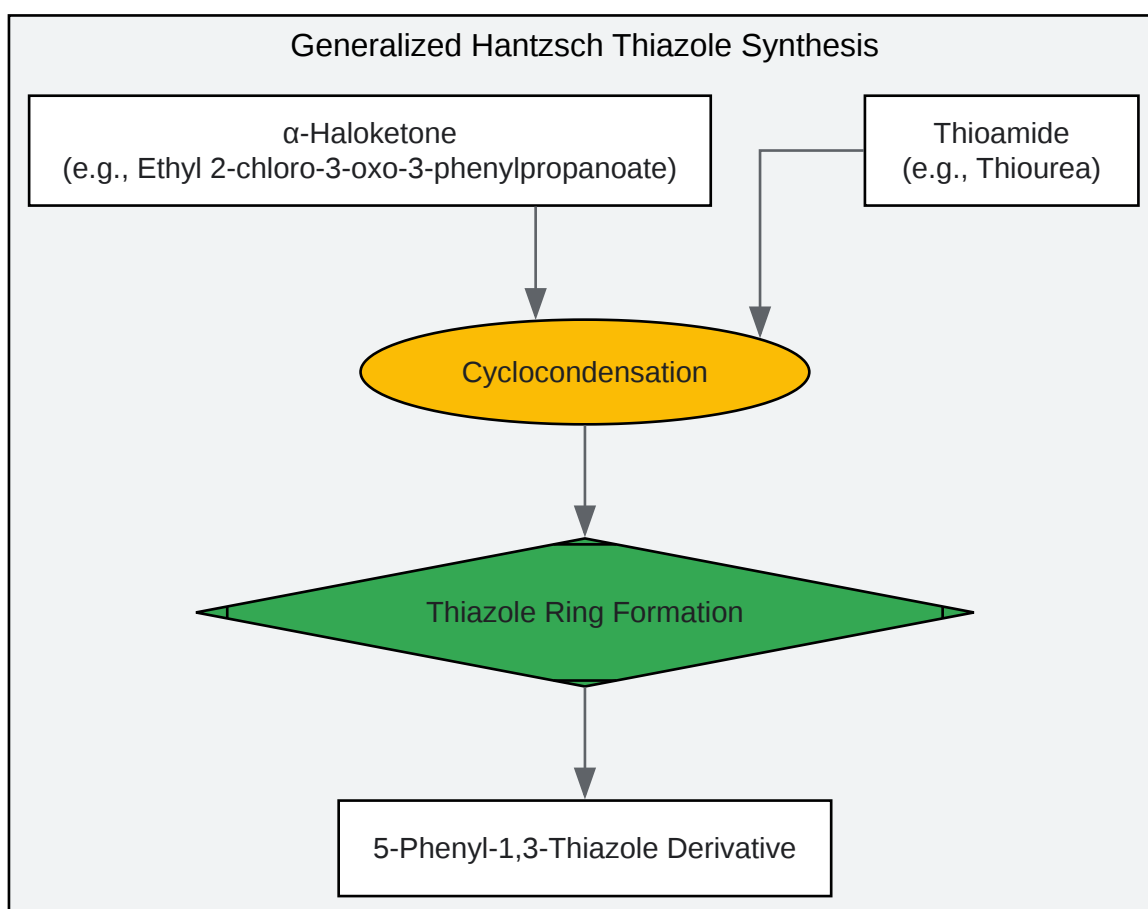 Generalized Hantzsch Thiazole Synthesis
α-Haloketone
(e.g., Ethyl 2-chloro-3-oxo-3-phenylpropanoate)
Thioamide
(e.g., Thiourea)
Cyclocondensation
Thiazole Ring Formation
5-Phenyl-1,3-Thiazole Derivative